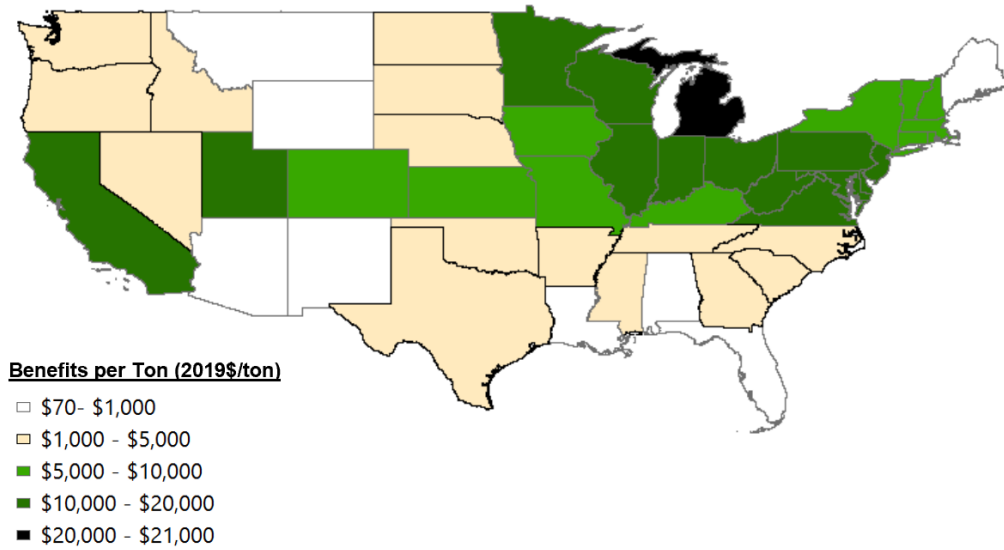 Benefits per Ton (2019$/ton)
$70- $1,000
$1,000 - $5,000
$5,000 - $10,000
$10,000 - $20,000
$20,000 - $21,000